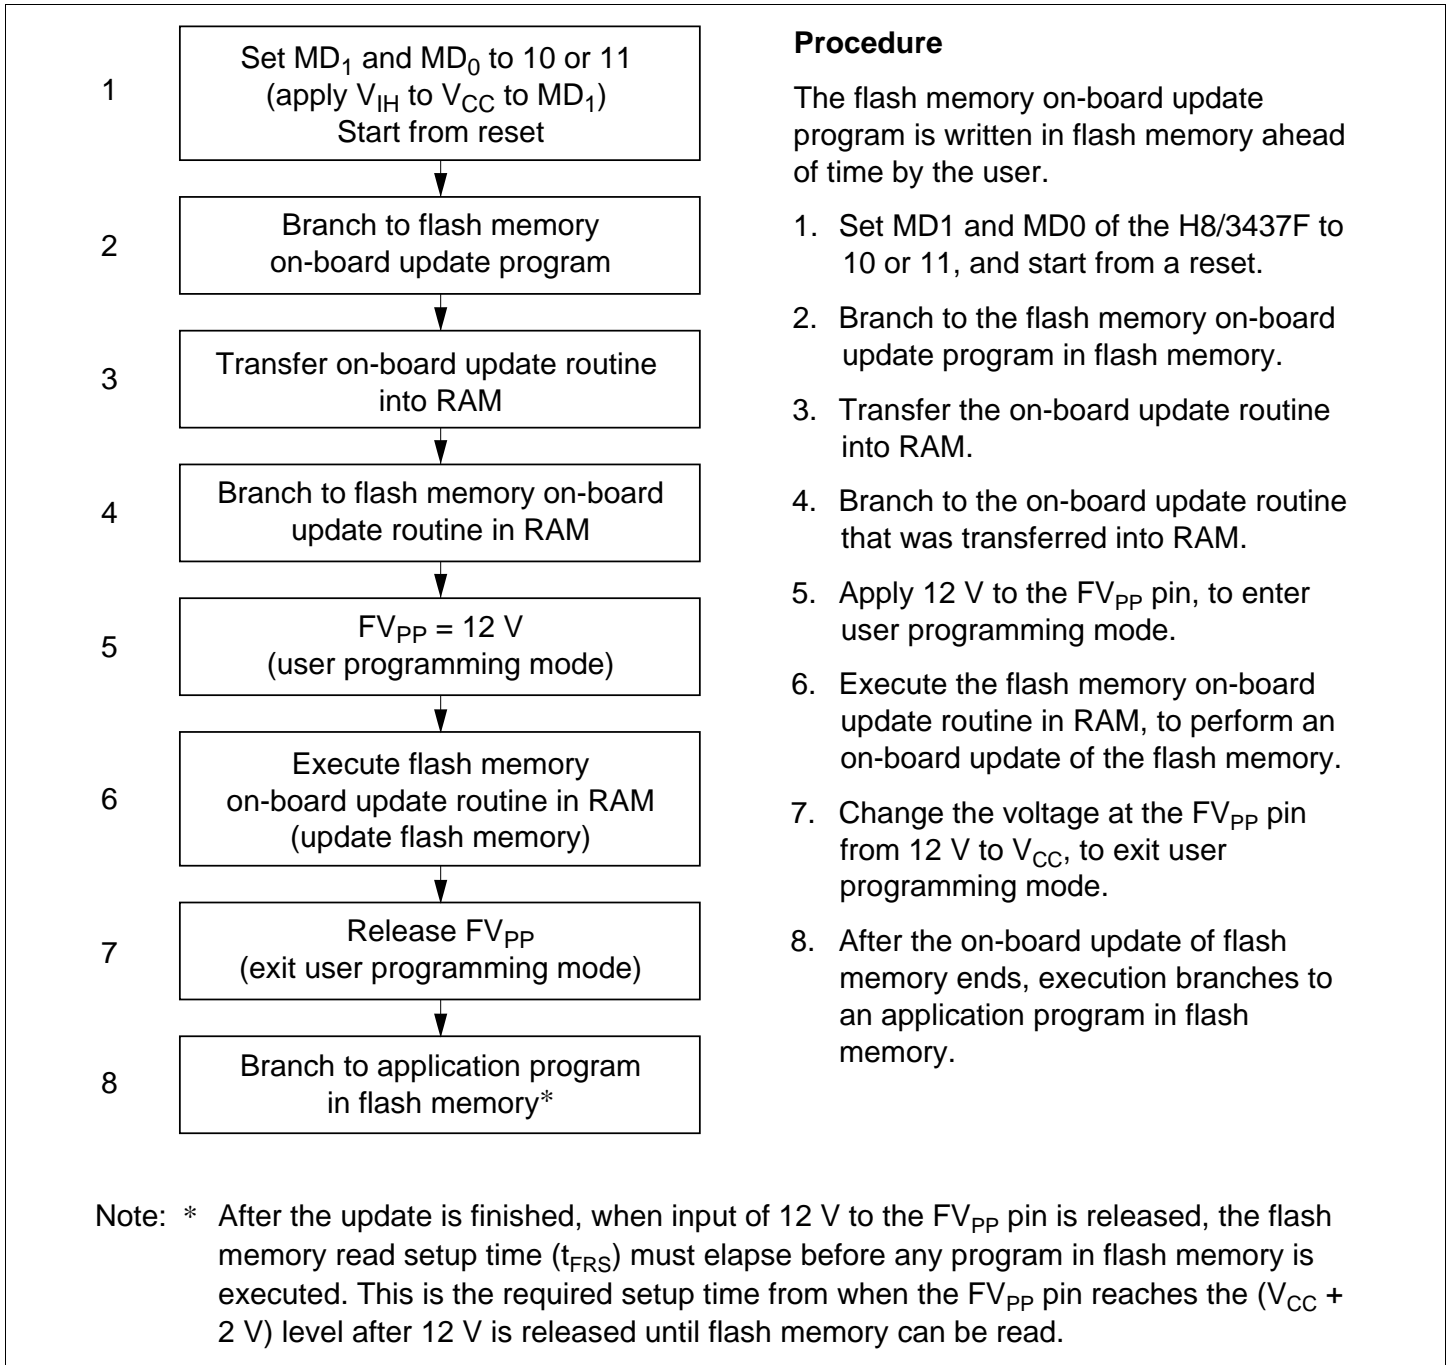 1
Set MD1 and MD0 to 10 or 11
(apply VIH to VCC to MD1)
Start from reset
2
Branch to flash memory
on-board update program
3
Transfer on-board update routine
into RAM
4
Branch to flash memory on-board
update routine in RAM
5
FVPP = 12 V
(user programming mode)
6
Execute flash memory
on-board update routine in RAM
(update flash memory)
7
Release FVPP
(exit user programming mode)
8
Branch to application program
in flash memory*
Procedure
The flash memory on-board update
program is written in flash memory ahead
of time by the user.
1. Set MD1 and MD0 of the H8/3437F to
10 or 11, and start from a reset.
2. Branch to the flash memory on-board
update program in flash memory.
3. Transfer the on-board update routine
into RAM.
4. Branch to the on-board update routine
that was transferred into RAM.
5. Apply 12 V to the FVPP pin, to enter
user programming mode.
6. Execute the flash memory on-board
update routine in RAM, to perform an
on-board update of the flash memory.
7. Change the voltage at the FVPP pin
from 12 V to VCC, to exit user
programming mode.
8. After the on-board update of flash
memory ends, execution branches to
an application program in flash
memory.
Note: * After the update is finished, when input of 12 V to the FVPP pin is released, the flash
memory read setup time (tFRS) must elapse before any program in flash memory is
executed. This is the required setup time from when the FVPP pin reaches the (VCC +
2 V) level after 12 V is released until flash memory can be read.